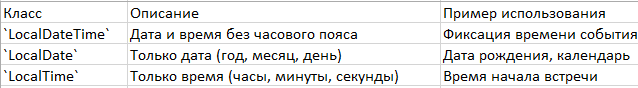 Класс Описание Пример использования
`LocalDateTime` Дата и время без часового пояса Фиксация времени события
`LocalDate` Только дата (год, месяц, день) Дата рождения, календарь
`LocalTime` Только время (часы, минуты, секунды) Время начала встречи